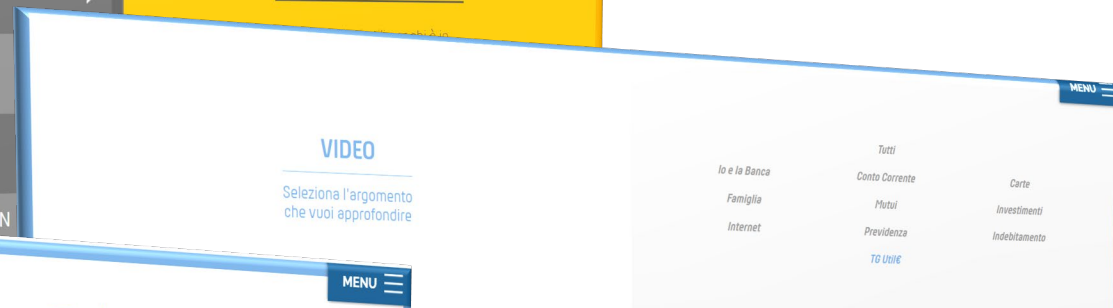 MENU
VIDEO
Seleziona l'argomento
che vuoi approfondire
Tutti
Io e la Banca
Conto Corrente
Carte
Famiglia
Mutui
Investimenti
Internet
Previdenza
Indebitamento
TG Util€
N
MENU